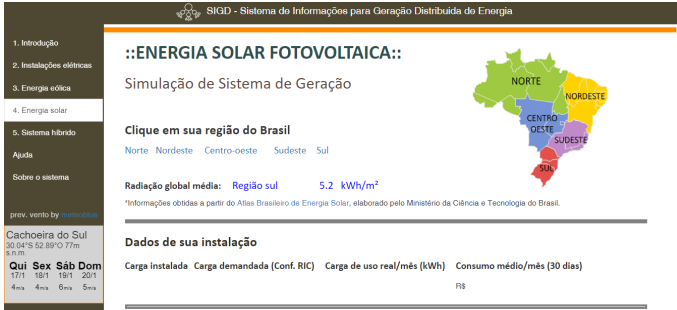 SIGD - Sistema de Informações para Geração Distribuída de Energia
1. Introdução
2. Instalações elétricas
3. Energia eólica
4. Energia solar
5. Sistema híbrido
Ajuda
Sobre o sistema
prev. vento by meteoblue
Cachoeira do Sul
30.04°S 52.89°O 77m
s.n.m.
Qui Sex Sáb Dom
17/1 18/1 19/1 20/1
4m/s 4m/s 6m/s 5m/s
::ENERGIA SOLAR FOTOVOLTAICA::
Simulação de Sistema de Geração
Clique em sua região do Brasil
Norte Nordeste Centro-oeste Sudeste Sul
NORTE
NORDESTE
CENTRO
OESTE
SUDESTE
SUL
Radiação global média: Região sul 5.2 kWh/m²
*Informações obtidas a partir do Atlas Brasileiro de Energia Solar, elaborado pelo Ministério da Ciência e Tecnologia do Brasil.
Dados de sua instalação
Carga instalada Carga demandada (Conf. RIC) Carga de uso real/mês (kWh) Consumo médio/mês (30 dias)
R$